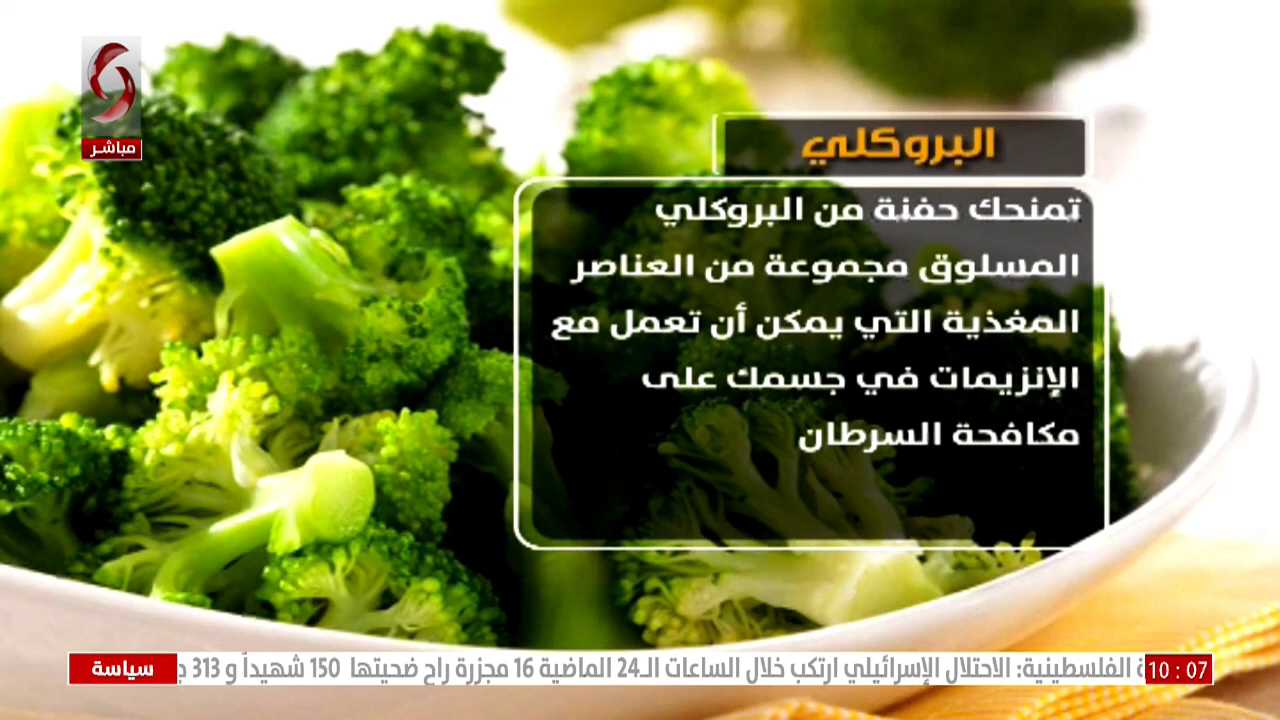 مباشر
البروكلي
تمنحك حفنة من البروكلي
المسلوق مجموعة من العناصر
المغذية التي يمكن أن تعمل مع
الإنزيمات في جسمك على
مكافحة السرطان
سياسة
الفلسطينية: الاحتلال الإسرائيلي ارتكب خلال الساعات الـ24 الماضية 16 مجزرة راح ضحيتها 150 شهيداً و 313
10 : 07